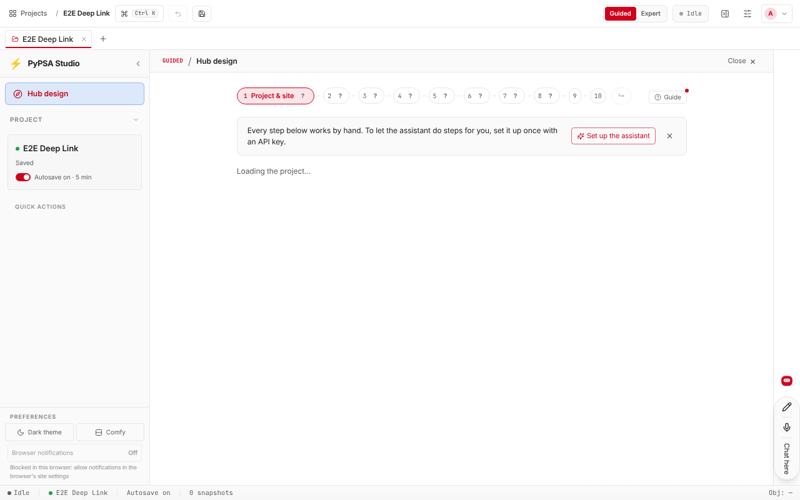 Projects / E2E Deep Link ⌘ Ctrl K
Guided Expert Idle A
E2E Deep Link × +
PyPSA Studio
GUIDED / Hub design Close ×
Hub design
PROJECT
E2E Deep Link
Saved
Autosave on · 5 min
QUICK ACTIONS
1 Project & site ? 2 ? 3 ? 4 ? 5 ? 6 ? 7 ? 8 ? 9 10 Guide
Every step below works by hand. To let the assistant do steps for you, set it up once with
an API key.
Set up the assistant
Loading the project...
PREFERENCES
Dark theme Comfy
Browser notifications Off
Blocked in this browser: allow notifications in the
browser's site settings
Chat here
Idle E2E Deep Link Autosave on 0 snapshots Obj: —